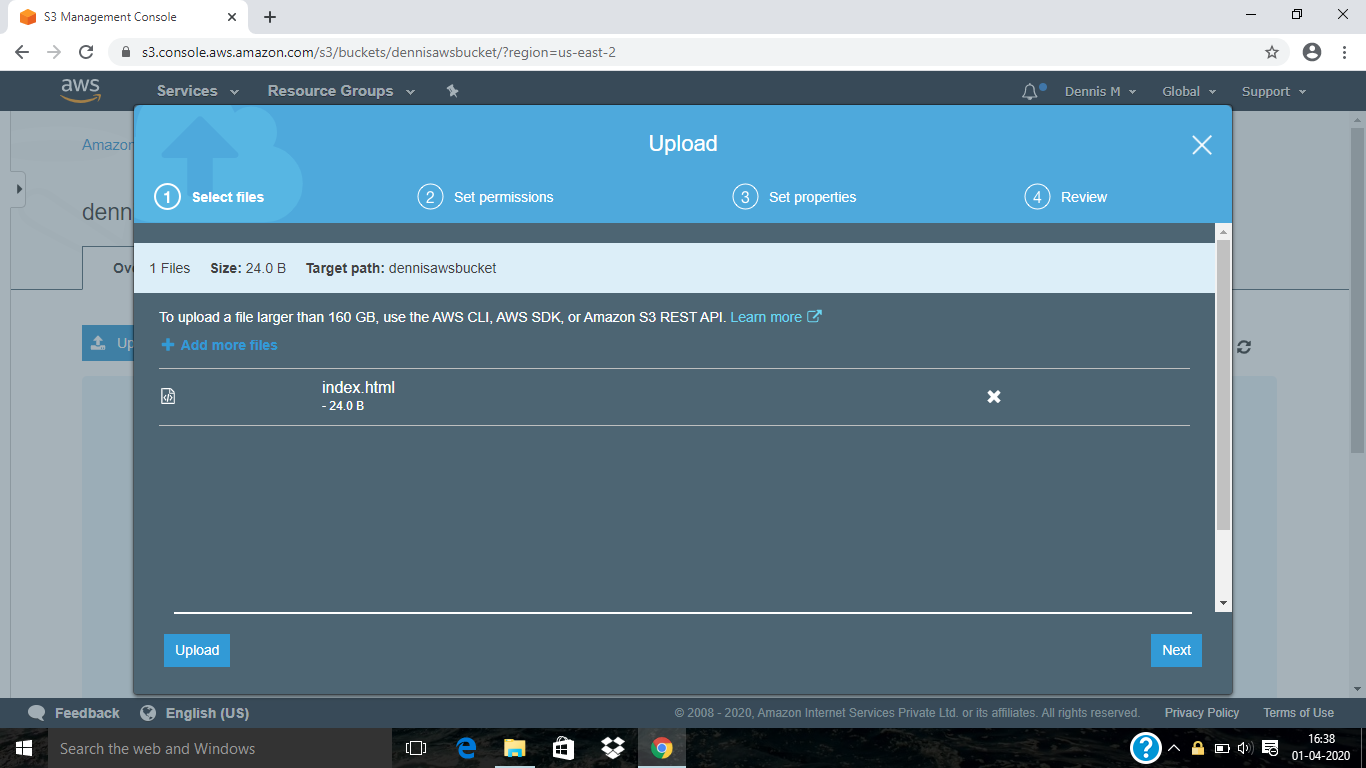 S3 Management Console
s3.console.aws.amazon.com/s3/buckets/dennisawsbucket/?region=us-east-2
aws Services Resource Groups Dennis M Global Support
Amazon
Upload
1 Select files 2 Set permissions 3 Set properties 4 Review
denn
Ove
1 Files Size: 24.0 B Target path: dennisawsbucket
To upload a file larger than 160 GB, use the AWS CLI, AWS SDK, or Amazon S3 REST API. Learn more
Up
Add more files
index.html
- 24.0 B
Upload Next
Feedback English (US) © 2008 - 2020, Amazon Internet Services Private Ltd. or its affiliates. All rights reserved. Privacy Policy Terms of Use
Search the web and Windows
16:38
01-04-2020